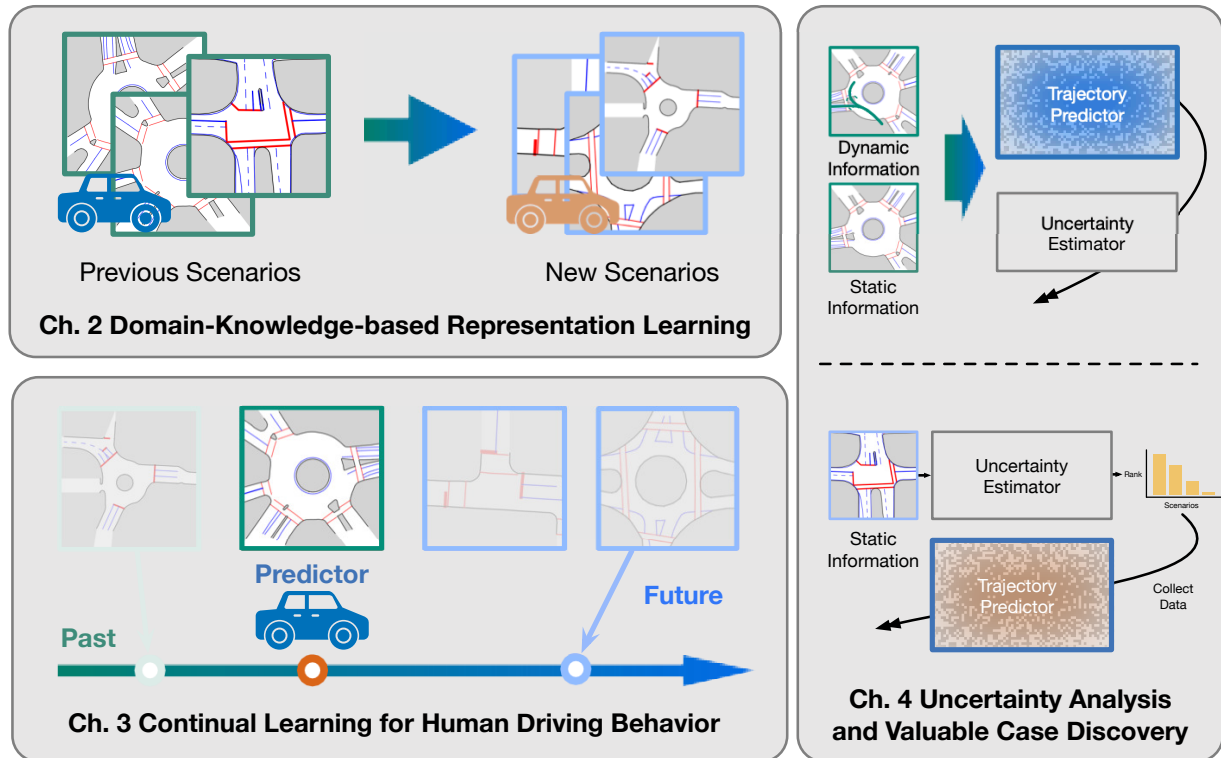 Previous Scenarios
New Scenarios
Ch. 2 Domain-Knowledge-based Representation Learning
Predictor
Future
Past
Ch. 3 Continual Learning for Human Driving Behavior
Dynamic
Information
Static
Information
Trajectory
Predictor
Uncertainty
Estimator
Static
Information
Uncertainty
Estimator
Rank
Scenarios
Trajectory
Predictor
Collect
Data
Ch. 4 Uncertainty Analysis
and Valuable Case Discovery